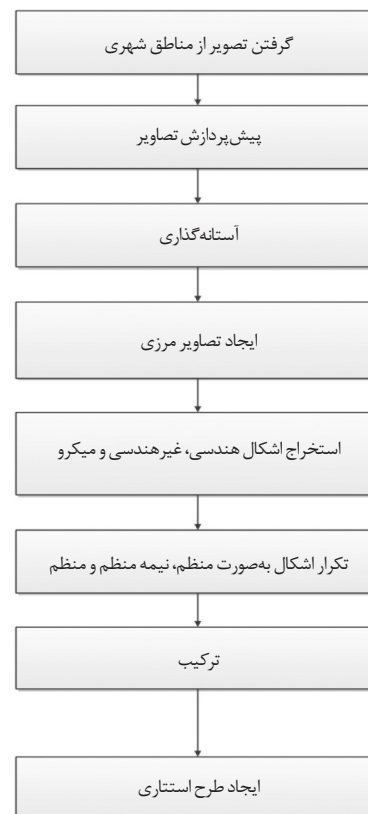 گرفتن تصویر از مناطق شهری
پیش‌پردازش تصاویر
آستانه‌گذاری
ایجاد تصاویر مرزی
استخراج اشکال هندسی، غیرهندسی و میکرو
تکرار اشکال به‌صورت منظم، نیمه منظم و منظم
ترکیب
ایجاد طرح استتاری